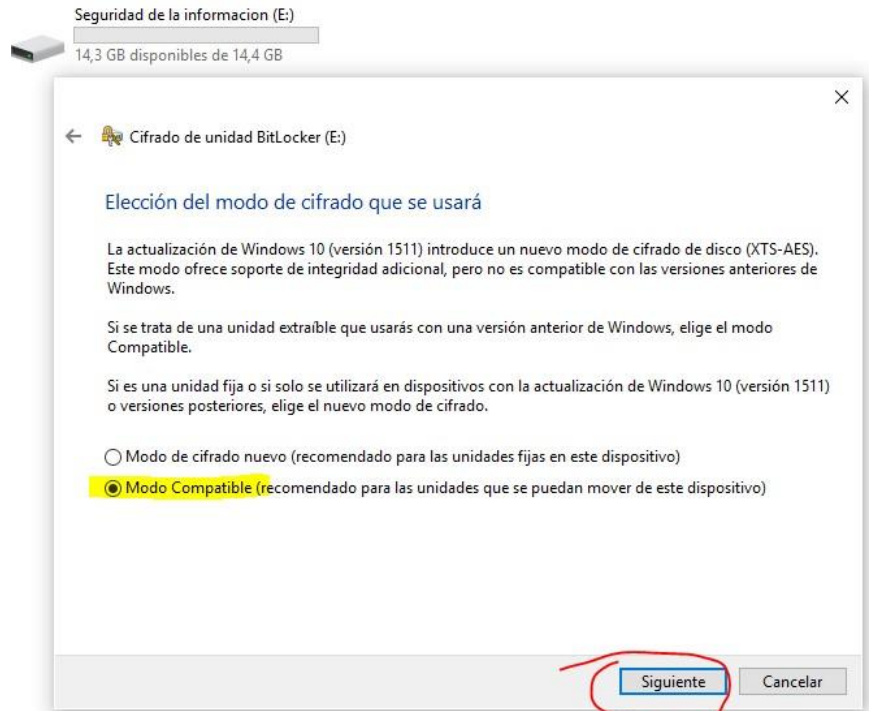 Seguridad de la informacion (E:)
14,3 GB disponibles de 14,4 GB
Cifrado de unidad BitLocker (E:)
Elección del modo de cifrado que se usará
La actualización de Windows 10 (versión 1511) introduce un nuevo modo de cifrado de disco (XTS-AES).
Este modo ofrece soporte de integridad adicional, pero no es compatible con las versiones anteriores de
Windows.
Si se trata de una unidad extraíble que usarás con una versión anterior de Windows, elige el modo
Compatible.
Si es una unidad fija o si solo se utilizará en dispositivos con la actualización de Windows 10 (versión 1511)
o versiones posteriores, elige el nuevo modo de cifrado.
Modo de cifrado nuevo (recomendado para las unidades fijas en este dispositivo)
Modo Compatible (recomendado para las unidades que se puedan mover de este dispositivo)
Siguiente
Cancelar